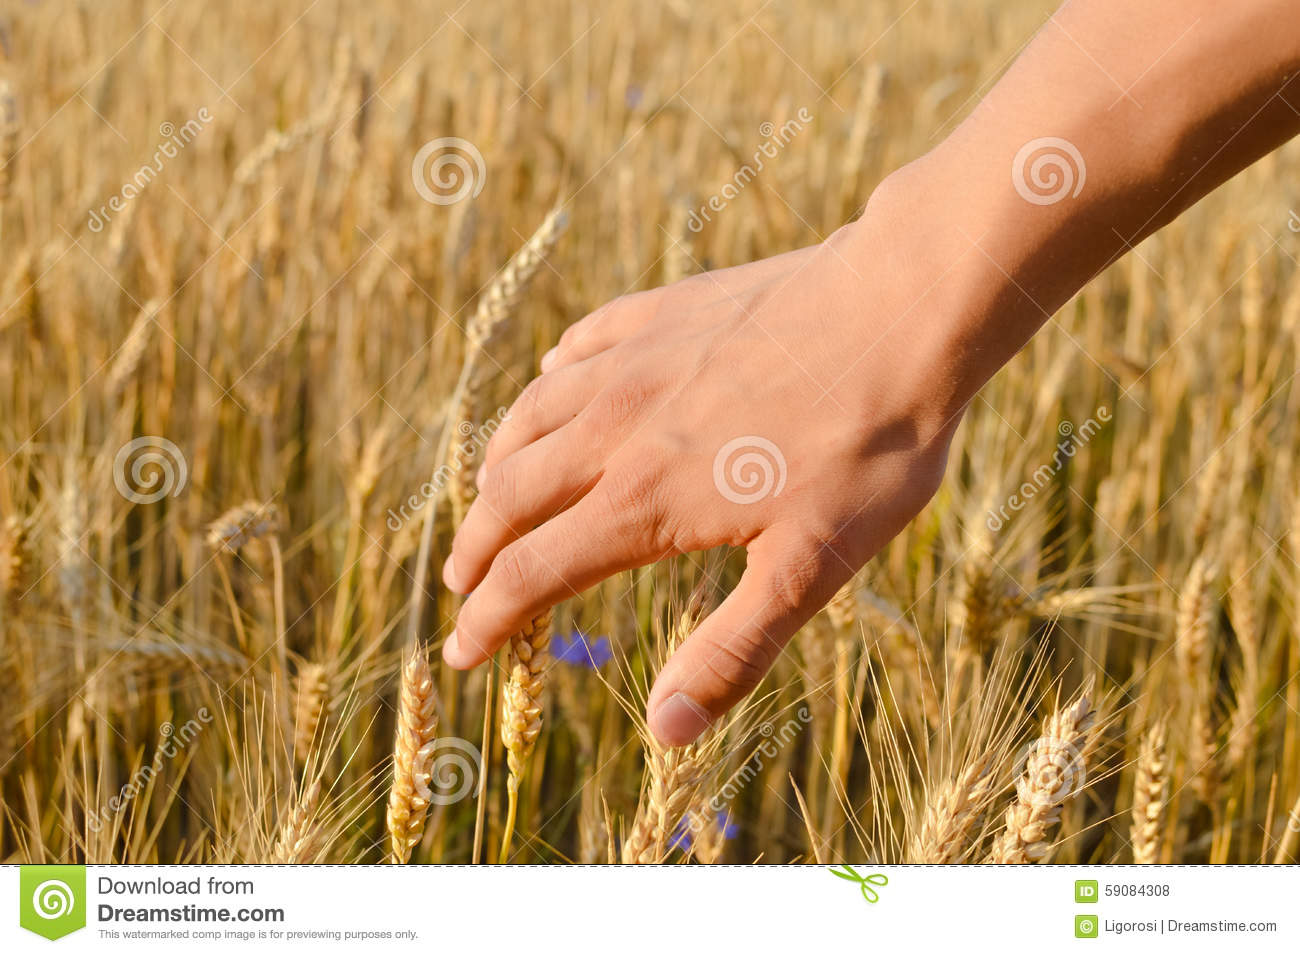 dreamstime
dreamstime
dreamstime
dreamstime
dreamstime
dreamstime
Download from
Dreamstime.com
This watermarked comp image is for previewing purposes only.
ID 59084308
© Ligorosi | Dreamstime.com